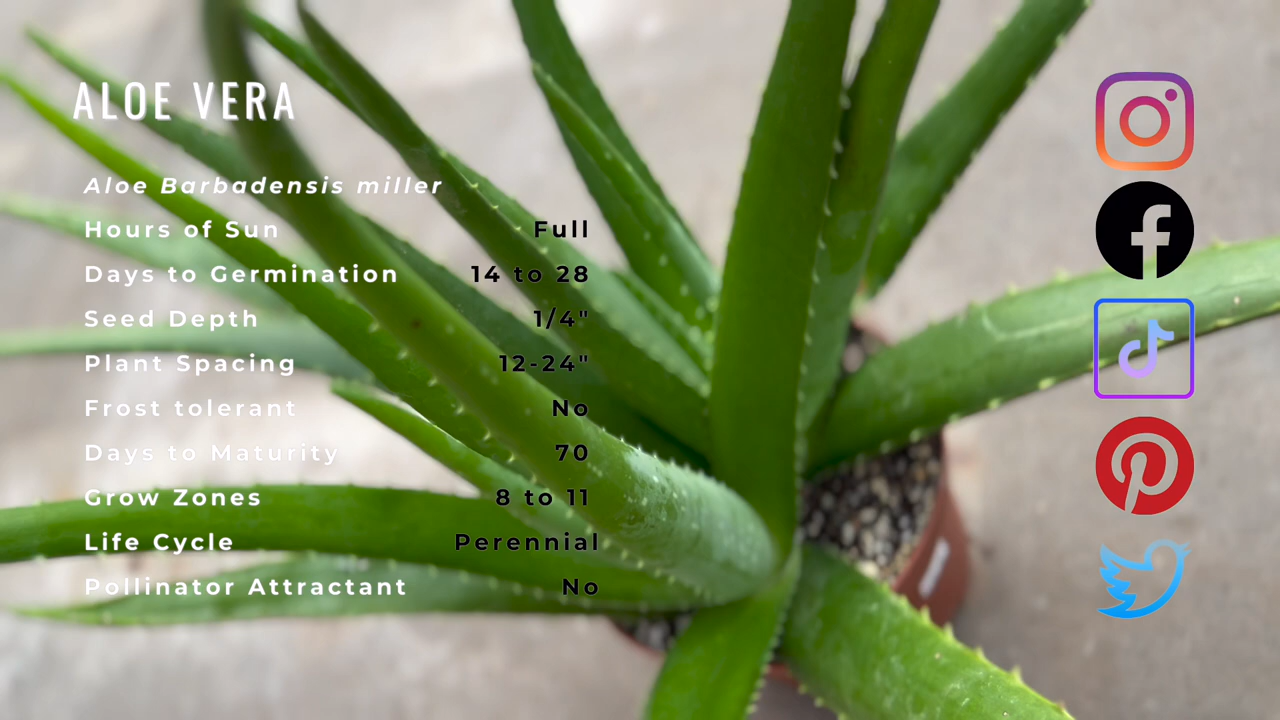 ALOE VERA
Aloe Barbadensis miller
Hours of Sun Full
Days to Germination 14 to 28
Seed Depth 1/4"
Plant Spacing 12-24"
Frost tolerant No
Days to Maturity 70
Grow Zones 8 to 11
Life Cycle Perennial
Pollinator Attractant No